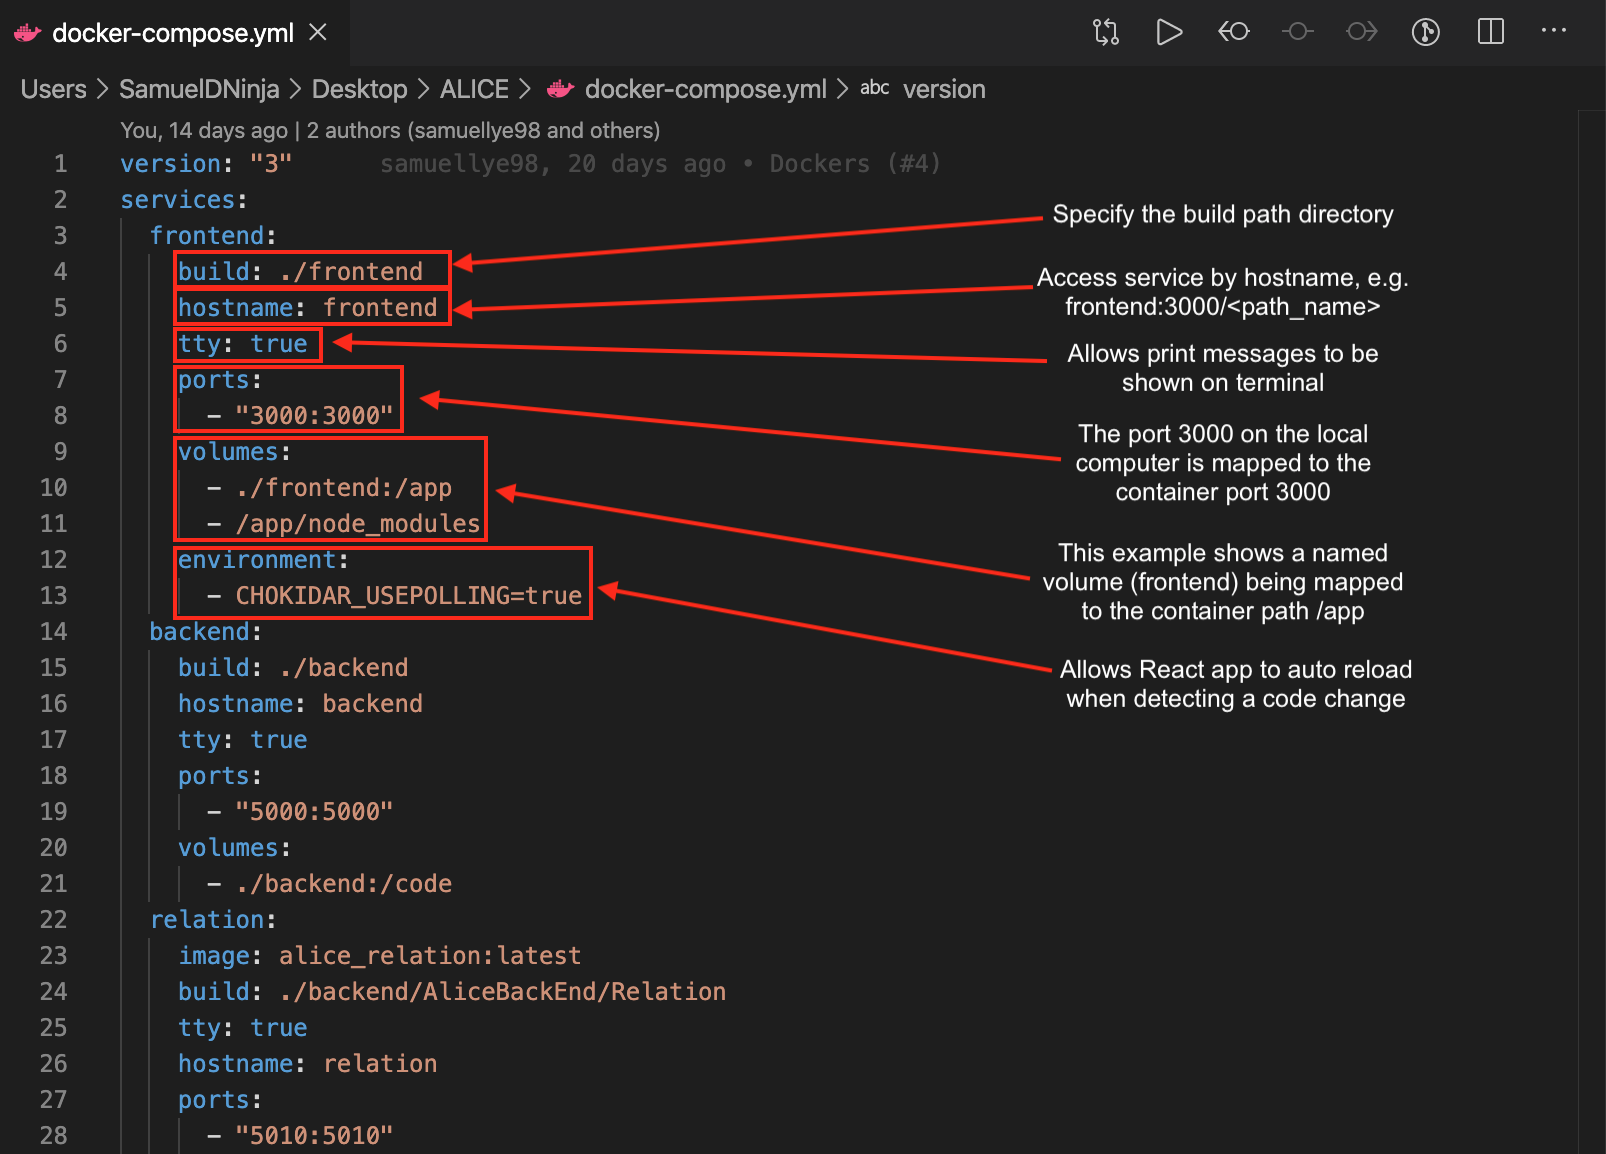 docker-compose.yml
Users > SamuelDNinja > Desktop > ALICE > docker-compose.yml > abc version
You, 14 days ago | 2 authors (samuellye98 and others)
1 version: "3" samuellye98, 20 days ago • Dockers (#4)
2 services:
Specify the build path directory
3 frontend:
4 build: ./frontend
Access service by hostname, e.g.
frontend:3000/<path_name>
5 hostname: frontend
6 tty: true
Allows print messages to be
shown on terminal
7 ports:
8 - "3000:3000"
The port 3000 on the local
computer is mapped to the
container port 3000
9 volumes:
10 - ./frontend:/app
11 - /app/node_modules
This example shows a named
volume (frontend) being mapped
to the container path /app
12 environment:
13 - CHOKIDAR_USEPOLLING=true
Allows React app to auto reload
when detecting a code change
14 backend:
15 build: ./backend
16 hostname: backend
17 tty: true
18 ports:
19 - "5000:5000"
20 volumes:
21 - ./backend:/code
22 relation:
23 image: alice_relation:latest
24 build: ./backend/AliceBackEnd/Relation
25 tty: true
26 hostname: relation
27 ports:
28 - "5010:5010"